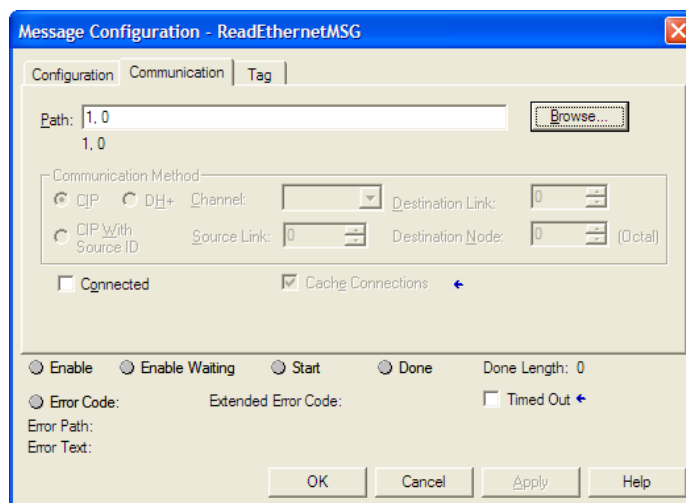 Message Configuration - ReadEthernetMSG
Configuration Communication Tag
Path: 1, 0 Browse...
1, 0
Communication Method
CIP DH+ Channel: Destination Link: 0
CIP With Source ID Source Link: 0 Destination Node: 0 (Octal)
Connected Cache Connections
Enable Enable Waiting Start Done Done Length: 0
Error Code: Extended Error Code: Timed Out
Error Path:
Error Text:
OK Cancel Apply Help